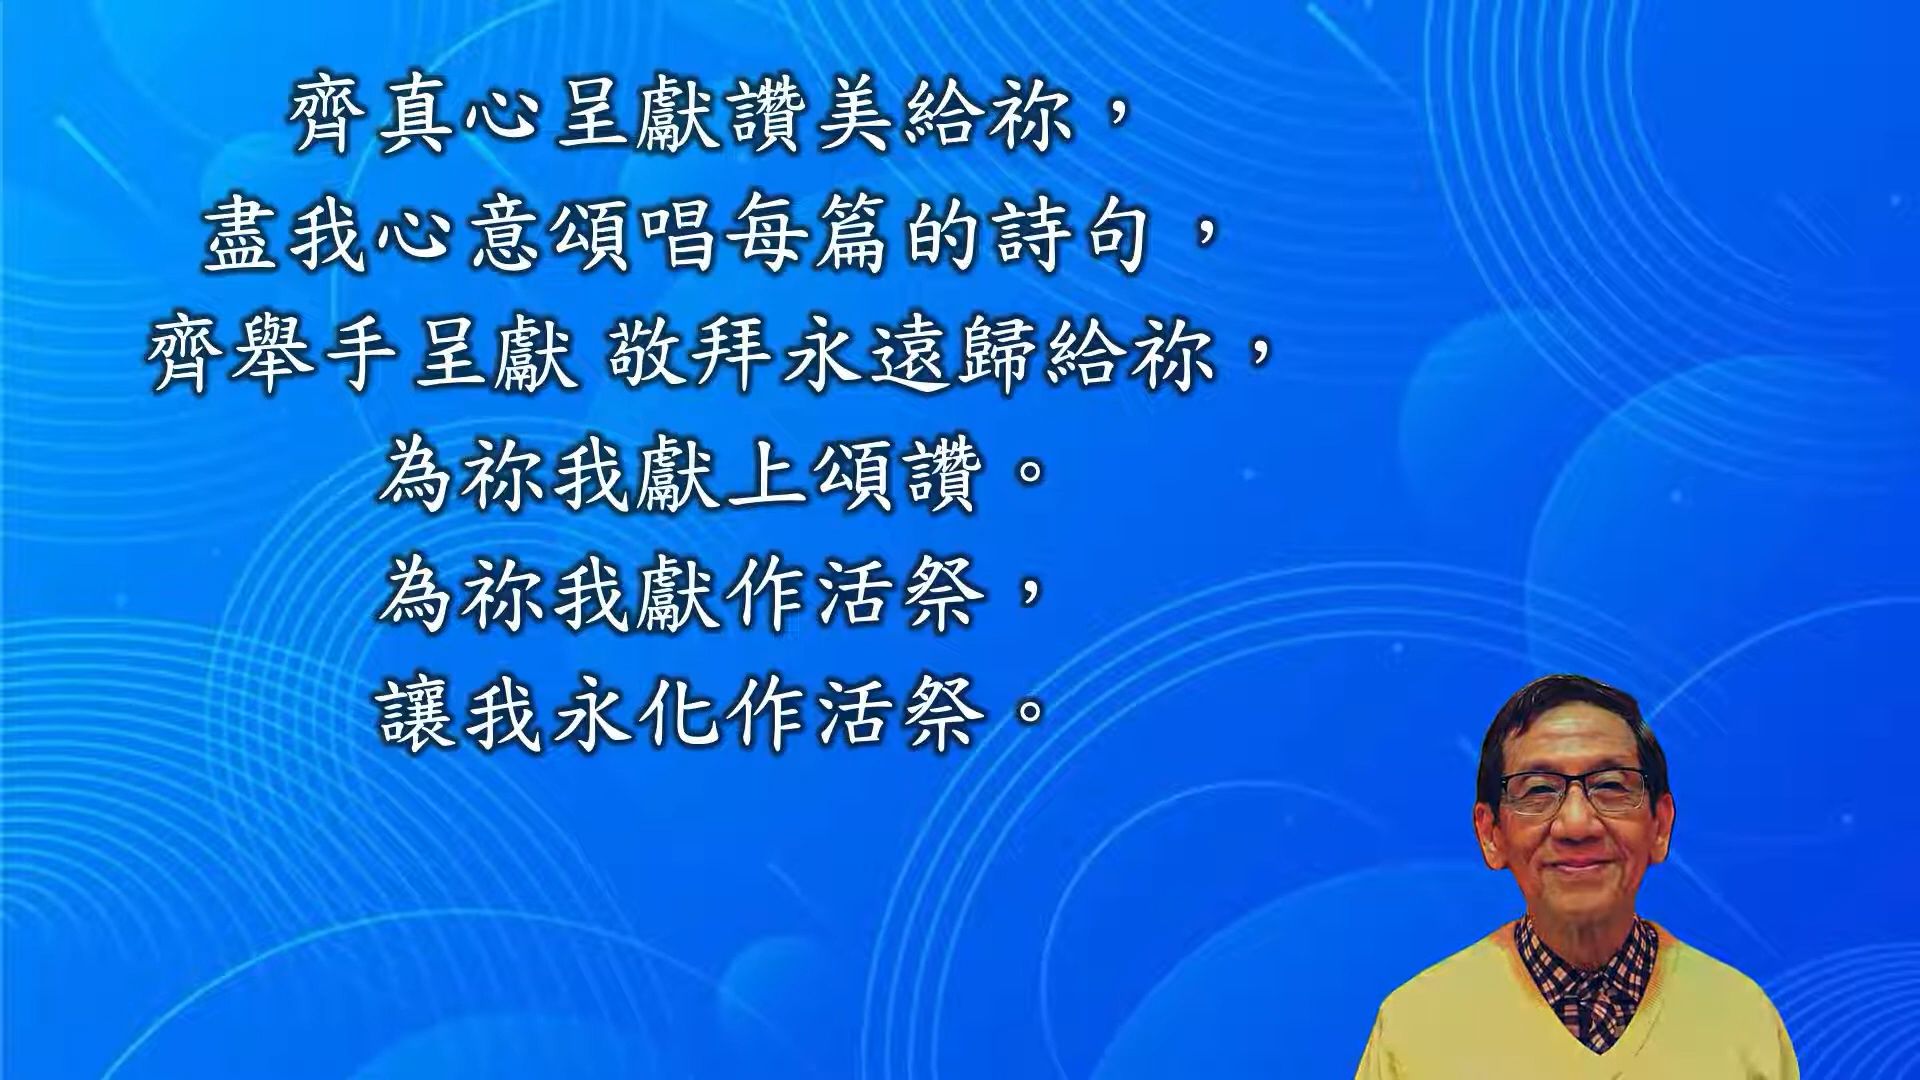 齊真心呈獻讚美給祢，
盡我心意頌唱每篇的詩句，
齊舉手呈獻 敬拜永遠歸給祢，
為祢我獻上頌讚。
為祢我獻作活祭，
讓我永化作活祭。